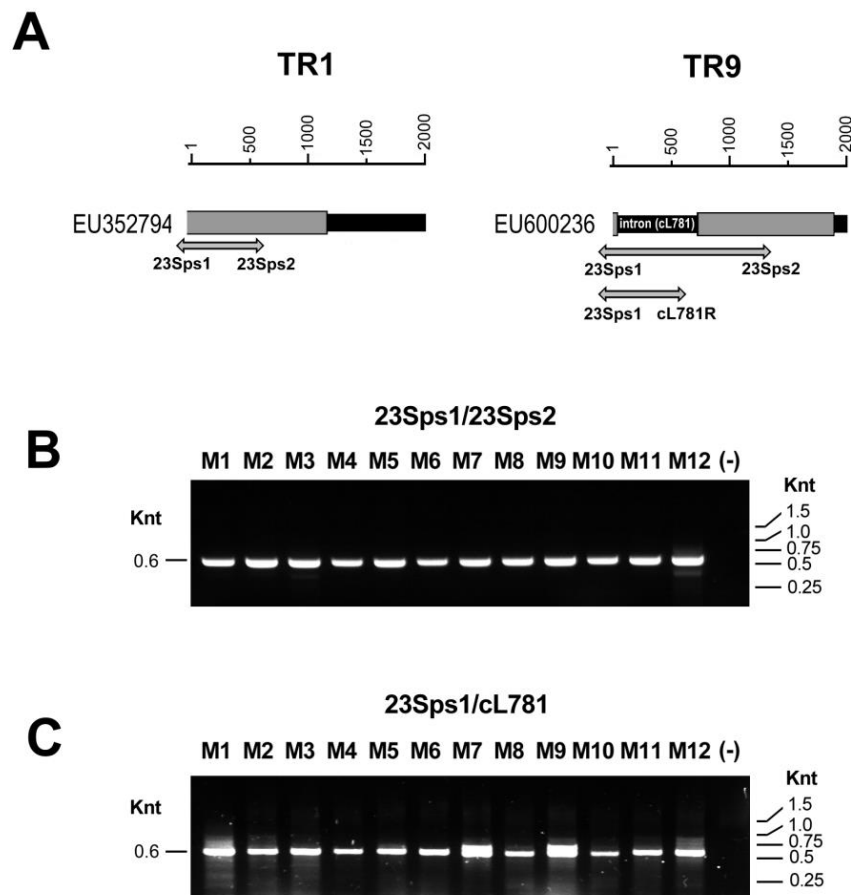 A
TR1
TR9
1 500 1000 1500 2000
1 500 1000 1500 2000
EU352794
EU600236
intron (cL781)
23Sps1 23Sps2
23Sps1 23Sps2
23Sps1 cL781R
23Sps1/23Sps2
B
M1 M2 M3 M4 M5 M6 M7 M8 M9 M10 M11 M12 (-)
Knt
Knt
1.5
1.0
0.75
0.6
0.5
0.25
23Sps1/cL781
C
M1 M2 M3 M4 M5 M6 M7 M8 M9 M10 M11 M12 (-)
Knt
Knt
1.5
1.0
0.75
0.6
0.5
0.25